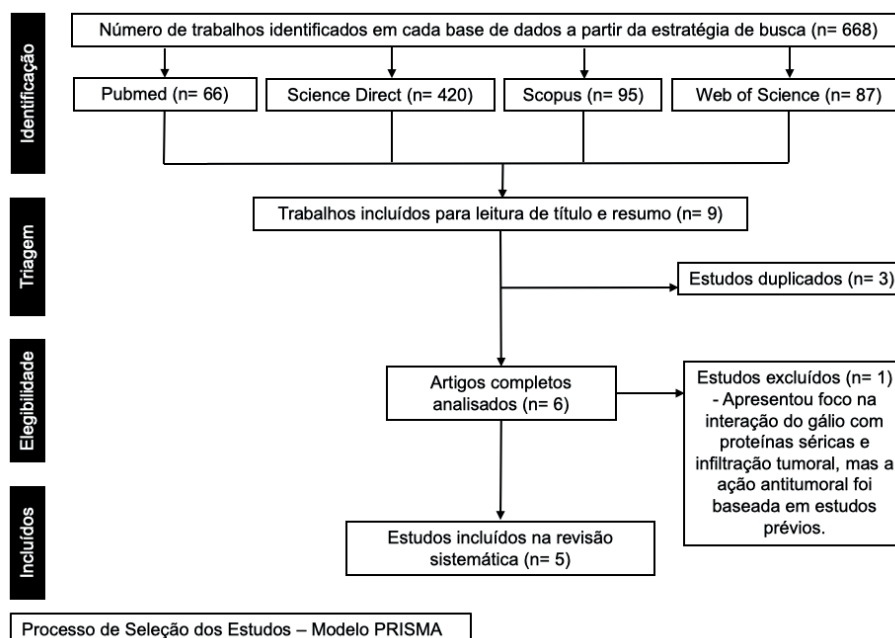 Identificação
Número de trabalhos identificados em cada base de dados a partir da estratégia de busca (n= 668)
Pubmed (n= 66)
Science Direct (n= 420)
Scopus (n= 95)
Web of Science (n= 87)
Triagem
Trabalhos incluídos para leitura de título e resumo (n= 9)
Estudos duplicados (n= 3)
Elegibilidade
Artigos completos
analisados (n= 6)
Estudos excluídos (n= 1)
- Apresentou foco na
interação do gálio com
proteínas séricas e
infiltração tumoral, mas a
ação antitumoral foi
baseada em estudos
prévios.
Incluídos
Estudos incluídos na revisão
sistemática (n= 5)
Processo de Seleção dos Estudos – Modelo PRISMA